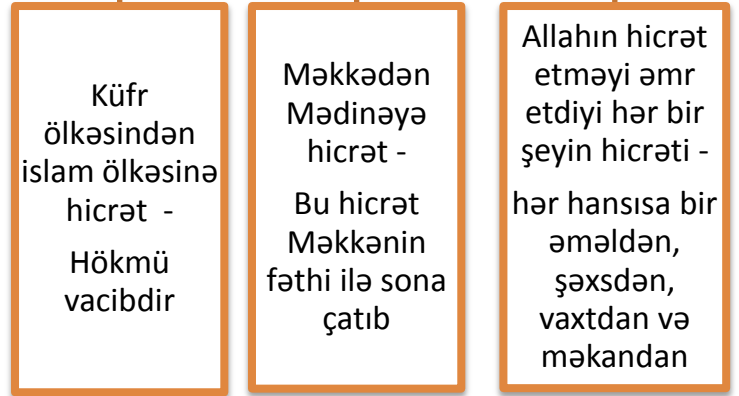 Küfr
ölkəsindən
islam ölkəsinə
hicrət -
Hökmü
vacibdir
Məkkədən
Mədinəyə
hicrət -
Bu hicrət
Məkkənin
fəthi ilə sona
çatıb
Allahın hicrət
etməyi əmr
etdiyi hər bir
şeyin hicrəti -
hər hansısa bir
əməldən,
şəxsdən,
vaxtdan və
məkandan